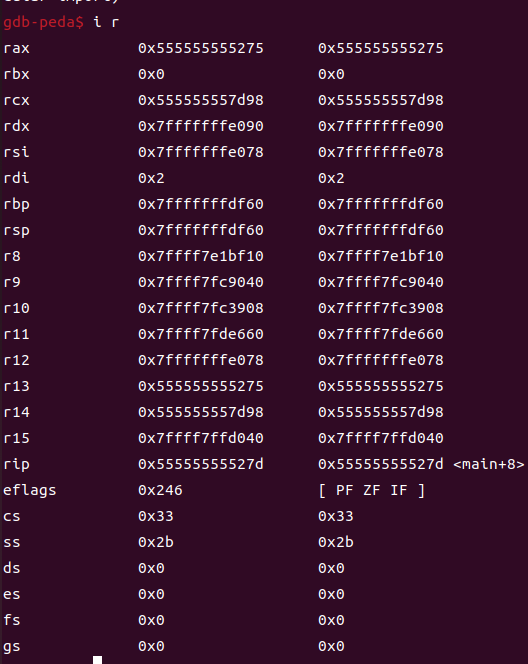 gdb-peda$ i r
rax 0x555555555275 0x555555555275
rbx 0x0 0x0
rcx 0x555555557d98 0x555555557d98
rdx 0x7fffffffe090 0x7fffffffe090
rsi 0x7fffffffe078 0x7fffffffe078
rdi 0x2 0x2
rbp 0x7fffffffdf60 0x7fffffffdf60
rsp 0x7fffffffdf60 0x7fffffffdf60
r8 0x7ffff7e1bf10 0x7ffff7e1bf10
r9 0x7ffff7fc9040 0x7ffff7fc9040
r10 0x7ffff7fc3908 0x7ffff7fc3908
r11 0x7ffff7fde660 0x7ffff7fde660
r12 0x7fffffffe078 0x7fffffffe078
r13 0x555555555275 0x555555555275
r14 0x555555557d98 0x555555557d98
r15 0x7ffff7ffd040 0x7ffff7ffd040
rip 0x55555555527d 0x55555555527d <main+8>
eflags 0x246 [ PF ZF IF ]
cs 0x33 0x33
ss 0x2b 0x2b
ds 0x0 0x0
es 0x0 0x0
fs 0x0 0x0
gs 0x0 0x0